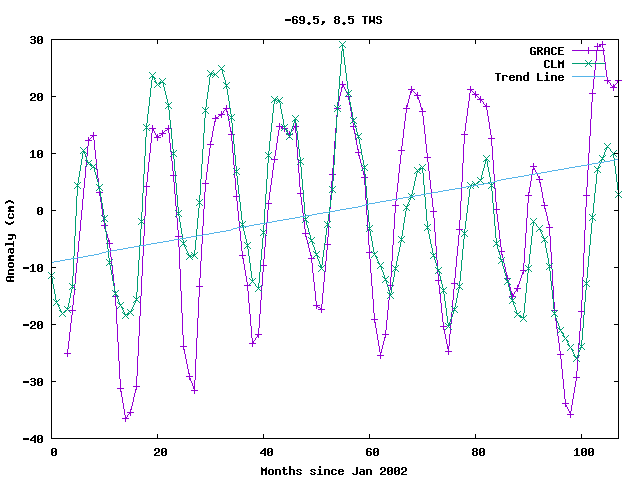 -69.5, 8.5 TWS
GRACE
CLM
Trend Line
30
20
10
0
-10
-20
-30
-40
Anomaly (cm)
0 20 40 60 80 100
Months since Jan 2002